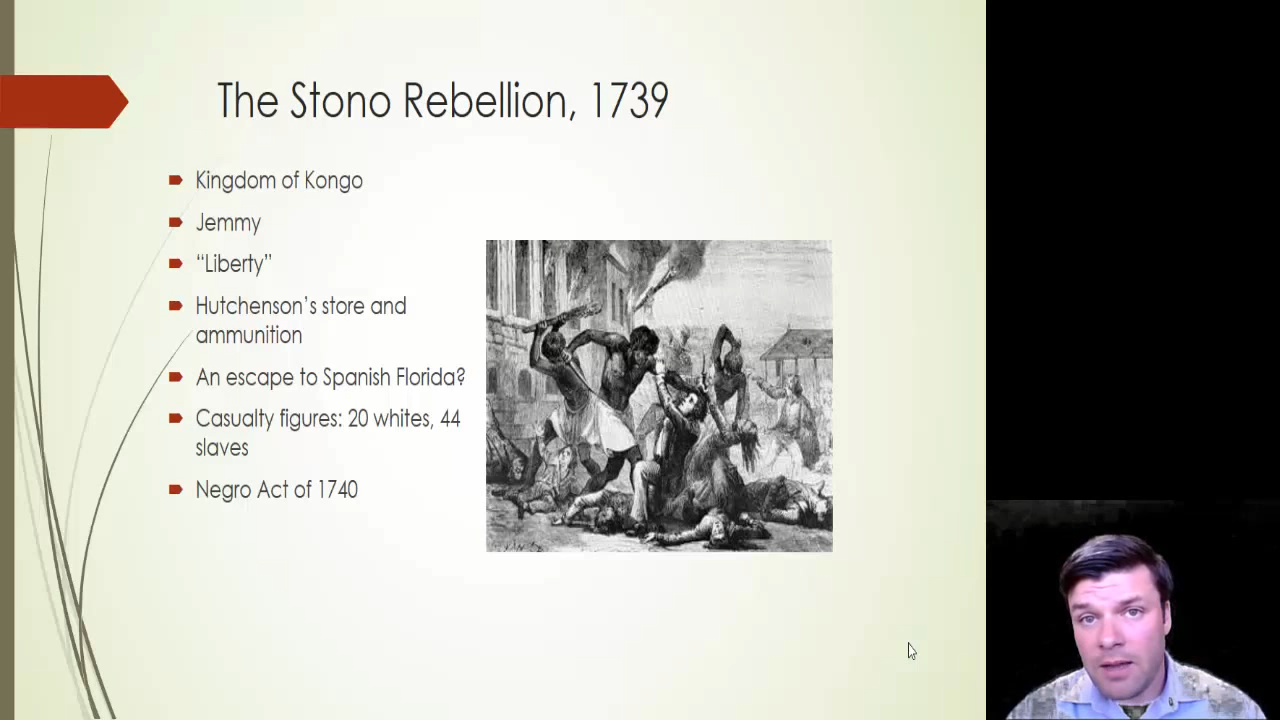 The Stono Rebellion, 1739
Kingdom of Kongo
Jemmy
“Liberty”
Hutchenson’s store and
ammunition
An escape to Spanish Florida?
Casualty figures: 20 whites, 44
slaves
Negro Act of 1740